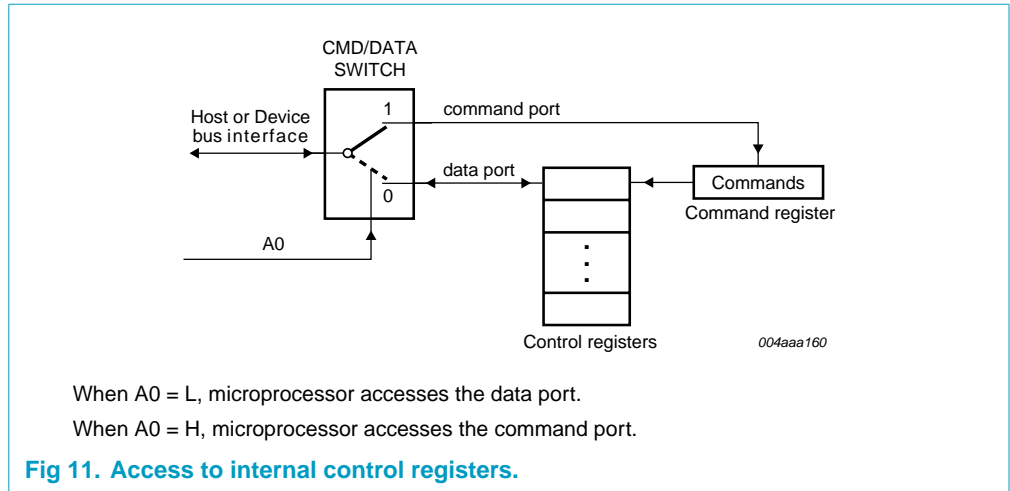 CMD/DATA
SWITCH
Host or Device
bus interface
1
command port
data port
0
A0
Commands
Command register
Control registers
004aaa160
When A0 = L, microprocessor accesses the data port.
When A0 = H, microprocessor accesses the command port.
Fig 11. Access to internal control registers.